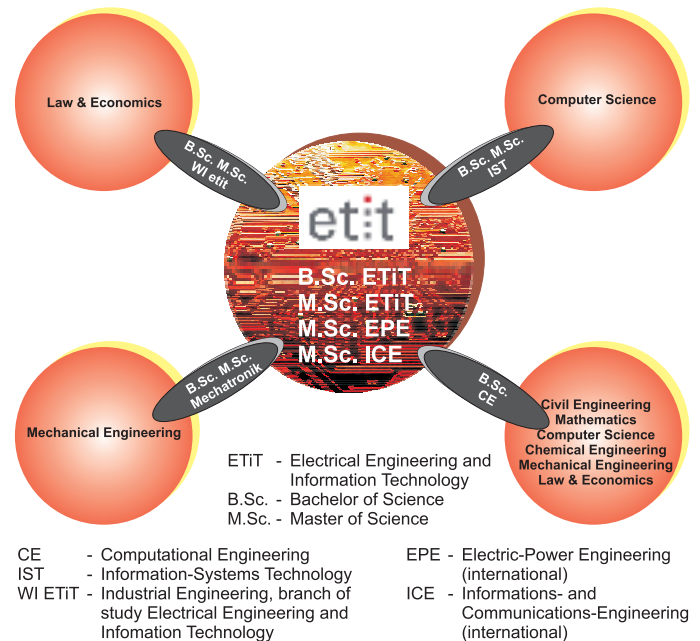 Law & Economics
Computer Science
B.Sc. M.Sc.
WI etit
B.Sc. M.Sc.
IST
etit
B.Sc. ETiT
M.Sc. ETiT
M.Sc. EPE
M.Sc. ICE
B.Sc. M.Sc.
Mechatronik
B.Sc.
CE
Mechanical Engineering
Civil Engineering
Mathematics
Computer Science
Chemical Engineering
Mechanical Engineering
Law & Economics
ETiT - Electrical Engineering and
Information Technology
B.Sc. - Bachelor of Science
M.Sc. - Master of Science
CE - Computational Engineering
IST - Information-Systems Technology
WI ETiT - Industrial Engineering, branch of
study Electrical Engineering and
Infomation Technology
EPE - Electric-Power Engineering
(international)
ICE - Informations- and
Communications-Engineering
(international)